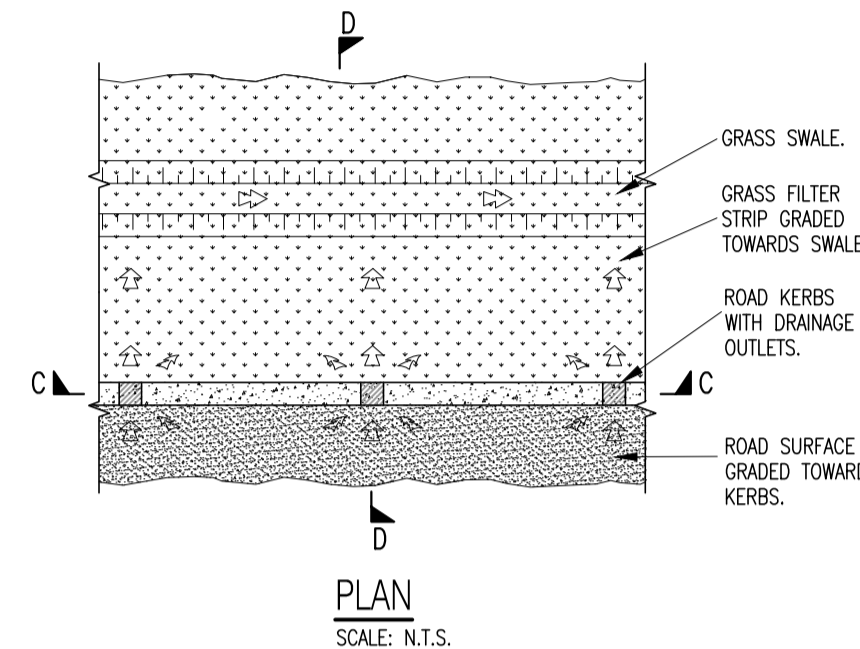 D
GRASS SWALE.
GRASS FILTER
STRIP GRADED
TOWARDS SWALE
ROAD KERBS
WITH DRAINAGE
OUTLETS.
C
C
ROAD SURFACE
GRADED TOWARD
KERBS.
D
PLAN
SCALE: N.T.S.